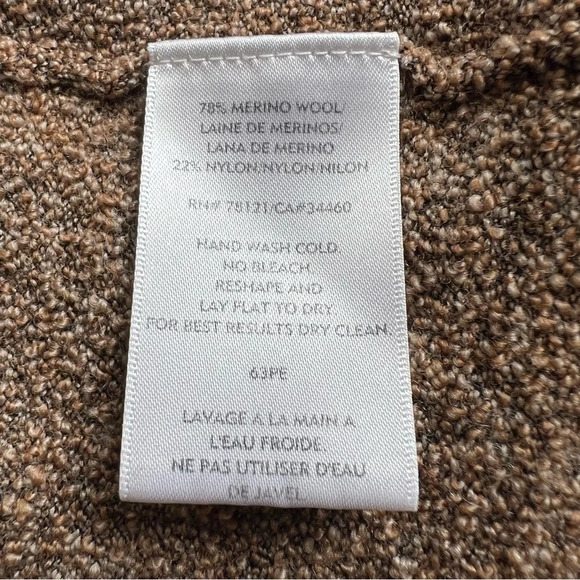 78% MERINO WOOL/
LAINE DE MERINOS/
LANA DE MERINO
22% NYLON/NYLON/NILON
RN# 78121/CA#34460
HAND WASH COLD.
NO BLEACH.
RESHAPE AND
LAY FLAT TO DRY.
FOR BEST RESULTS DRY CLEAN.
63PE
LAVAGE A LA MAIN A
L'EAU FROIDE.
NE PAS UTILISER D'EAU
DE JAVEL.